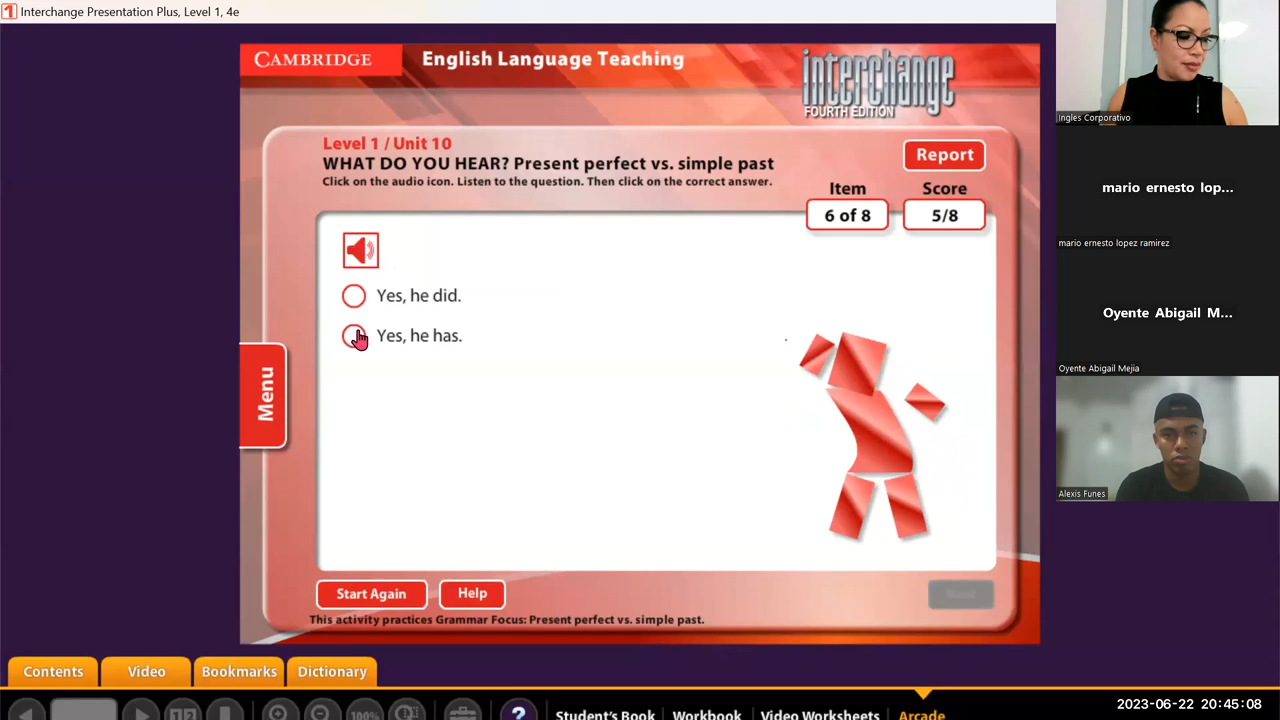 Interchange Presentation Plus, Level 1, 4e
CAMBRIDGE
English Language Teaching
interchange
FOURTH EDITION
Level 1 / Unit 10
WHAT DO YOU HEAR? Present perfect vs. simple past
Click on the audio icon. Listen to the question. Then click on the correct answer.
Report
Item
Score
6 of 8
5/8
Yes, he did.
Yes, he has.
Menu
Start Again
Help
Next
This activity practices Grammar Focus: Present perfect vs. simple past.
Contents
Video
Bookmarks
Dictionary
100%
?
Student's Book
Workbook
Video Worksheets
Arcade
Ingles Corporativo
mario ernesto lop...
mario ernesto lopez ramirez
Oyente Abigail M...
Oyente Abigail Mejia
Alexis Funes
2023-06-22 20:45:08